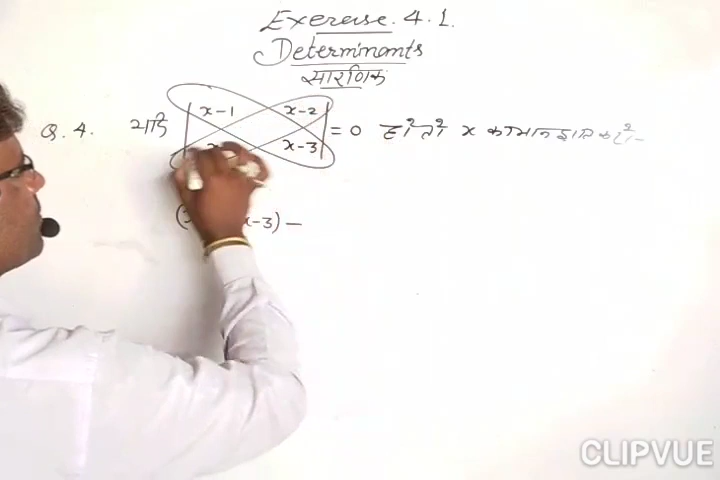 Exercise. 4.1.
Determinants
सारणिक
Q. 4. यदि | x-1 x-2 | = 0 हो तो x का मान ज्ञात करो -
x x-3
x-3) -
CLIPVUE